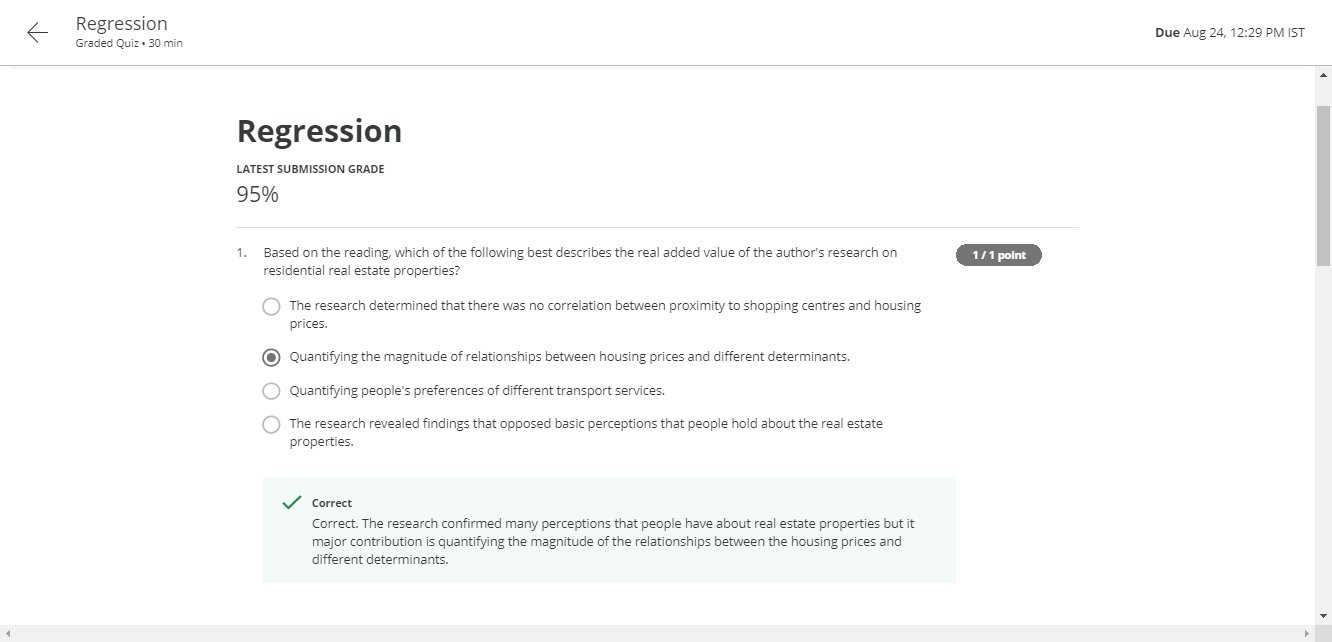 Regression
Graded Quiz • 30 min
Due Aug 24, 12:29 PM IST
Regression
LATEST SUBMISSION GRADE
95%
1. Based on the reading, which of the following best describes the real added value of the author's research on
residential real estate properties?
1 / 1 point
The research determined that there was no correlation between proximity to shopping centres and housing
prices.
Quantifying the magnitude of relationships between housing prices and different determinants.
Quantifying people's preferences of different transport services.
The research revealed findings that opposed basic perceptions that people hold about the real estate
properties.
Correct
Correct. The research confirmed many perceptions that people have about real estate properties but it
major contribution is quantifying the magnitude of the relationships between the housing prices and
different determinants.